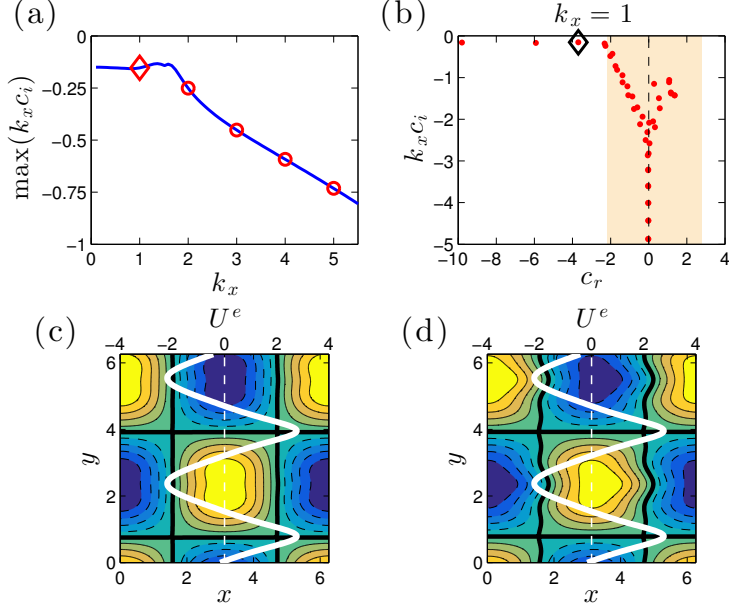 (a)
max(k_x c_i)
0
−0.25
−0.5
−0.75
−1
0 1 2 3 4 5
k_x
(b)
k_x = 1
k_x c_i
0
−1
−2
−3
−4
−5
−10 −8 −6 −4 −2 0 2 4
c_r
(c)
U^e
−4 −2 0 2 4
y
6
4
2
0
0 2 4 6
x
(d)
U^e
−4 −2 0 2 4
y
6
4
2
0
0 2 4 6
x